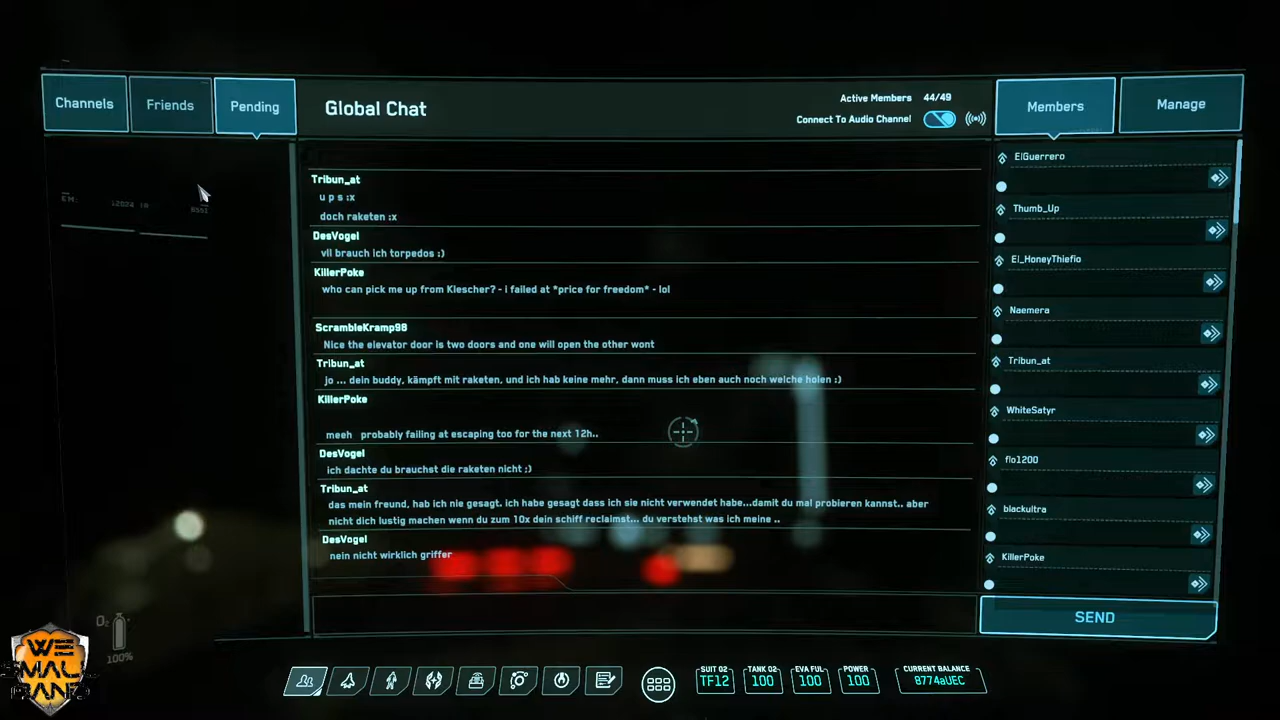 Channels
Friends
Pending
Global Chat
Active Members 44/49
Connect To Audio Channel
Members
Manage
EM:
Tribun_at
u p s :x
doch raketen :x
DesVogel
vll brauch ich torpedos :)
KillerPoke
who can pick me up from Klescher? - i failed at *price for freedom* - lol
ScrambleKramp98
Nice the elevator door is two doors and one will open the other wont
Tribun_at
jo ... dein buddy, kämpft mit raketen, und ich hab keine mehr, dann muss ich eben auch noch welche holen ;)
KillerPoke
meeh probably failing at escaping too for the next 12h..
DesVogel
ich dachte du brauchst die raketen nicht ;)
Tribun_at
das mein freund, hab ich nie gesagt. ich habe gesagt dass ich sie nicht verwendet habe...damit du mal probieren kannst.. aber
nicht dich lustig machen wenn du zum 10x dein schiff reclaimst... du verstehst was ich meine ..
DesVogel
nein nicht wirklich griffer
ElGuerrero
Thumb_Up
El_HoneyThiefio
Naemera
Tribun_at
WhiteSatyr
flo1200
blackultra
KillerPoke
SEND
O2
100%
WE
SUIT O2
TF12
TANK O2
100
EVA FUL
100
POWER
100
CURRENT BALANCE
8774aUEC